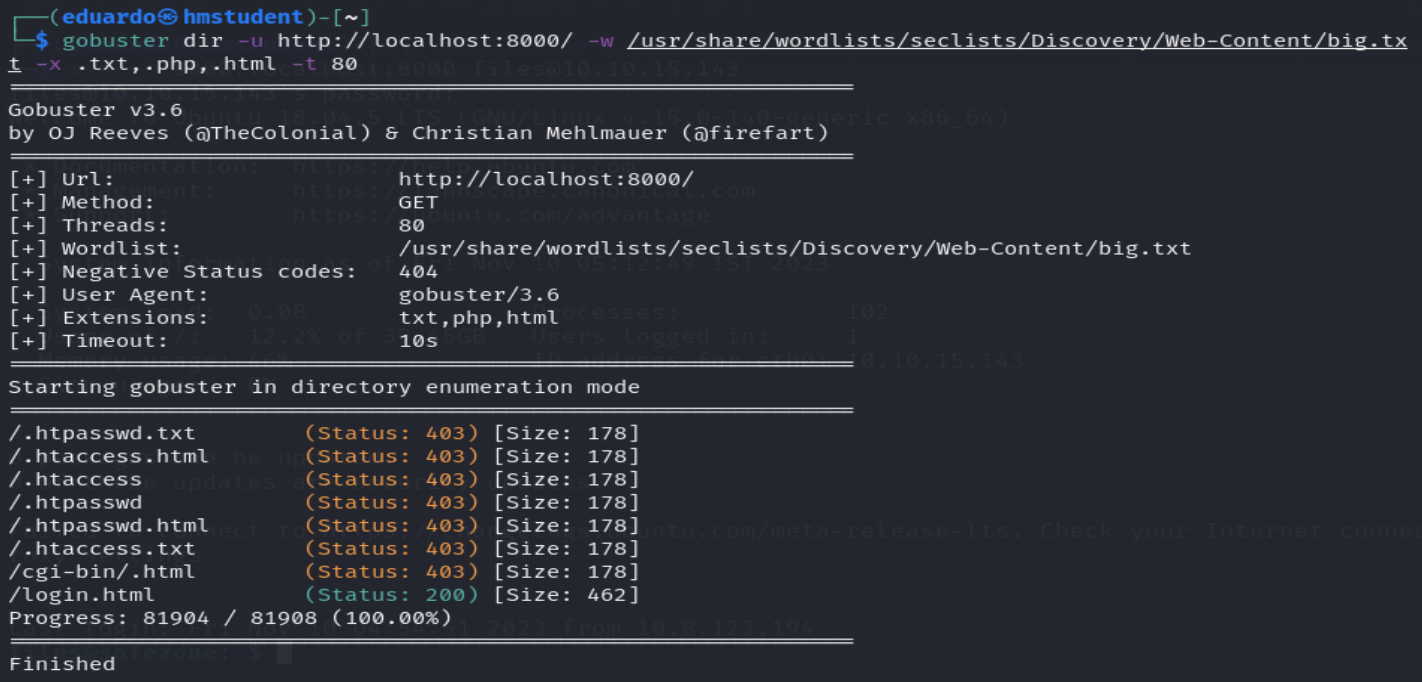 ┌──(eduardo㉿hmstudent)-[~]
└─$ gobuster dir -u http://localhost:8000/ -w /usr/share/wordlists/seclists/Discovery/Web-Content/big.tx
t -x .txt,.php,.html -t 80
===============================================================
Gobuster v3.6
by OJ Reeves (@TheColonial) & Christian Mehlmauer (@firefart)
===============================================================
[+] Url:                     http://localhost:8000/
[+] Method:                  GET
[+] Threads:                 80
[+] Wordlist:                /usr/share/wordlists/seclists/Discovery/Web-Content/big.txt
[+] Negative Status codes:   404
[+] User Agent:              gobuster/3.6
[+] Extensions:              txt,php,html
[+] Timeout:                 10s
===============================================================
Starting gobuster in directory enumeration mode
===============================================================
/.htpasswd.txt        (Status: 403) [Size: 178]
/.htaccess.html       (Status: 403) [Size: 178]
/.htaccess            (Status: 403) [Size: 178]
/.htpasswd            (Status: 403) [Size: 178]
/.htpasswd.html       (Status: 403) [Size: 178]
/.htaccess.txt        (Status: 403) [Size: 178]
/cgi-bin/.html        (Status: 403) [Size: 178]
/login.html           (Status: 200) [Size: 462]
Progress: 81904 / 81908 (100.00%)
===============================================================
Finished